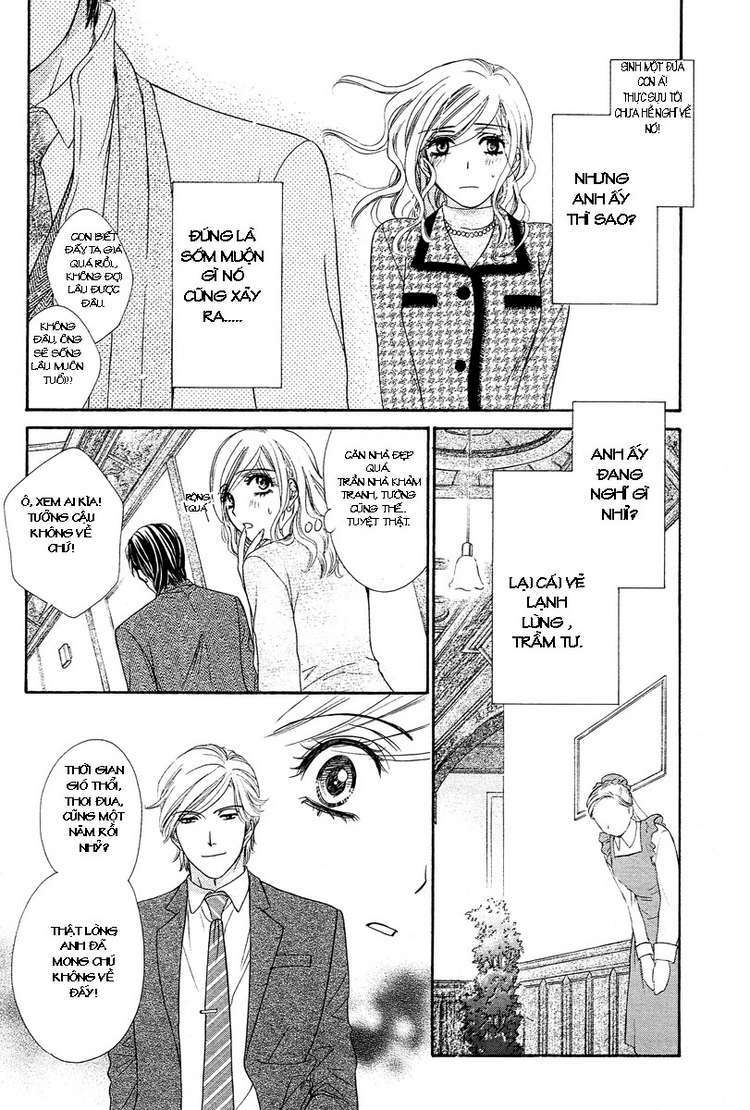 SINH MỘT ĐỨA
CON Á!
THỰC SƯU TÔI
CHƯA HỀ NGHĨ VỀ
NÓ!
NHƯNG
ANH ẤY
THÌ SAO?
ĐÚNG LÀ
SỚM MUỘN
GÌ NÓ
CŨNG XẢY
RA.....
CON BIẾT
ĐẤY TA GIÀ
QUÁ RỒI,
KHÔNG ĐỢI
LÂU ĐƯỢC
ĐÂU.
KHÔNG
ĐÂU, ÔNG
SẼ SỐNG
LÂU MUÔN
TUỔI!!
ANH ẤY
ĐANG
NGHĨ GÌ
NHỈ?
LẠI CÁI VẺ
LẠNH
LÙNG ,
TRẦM TƯ.
CĂN NHÀ ĐẸP
QUÁ.
TRẦN NHÀ KHẢM
TRANH, TƯỜNG
CŨNG THẾ.
TUYỆT THẬT.
RỘNG
QUÁ
Ô, XEM AI KÌA!
TƯỞNG CẬU
KHÔNG VỀ
CHỨ!
THỜI GIAN
GIÓ THỔI,
THOI ĐUA,
CŨNG MỘT
NĂM RỒI
NHỈ?
THẬT LÒNG
ANH ĐÃ
MONG CHÚ
KHÔNG VỀ
ĐẤY!